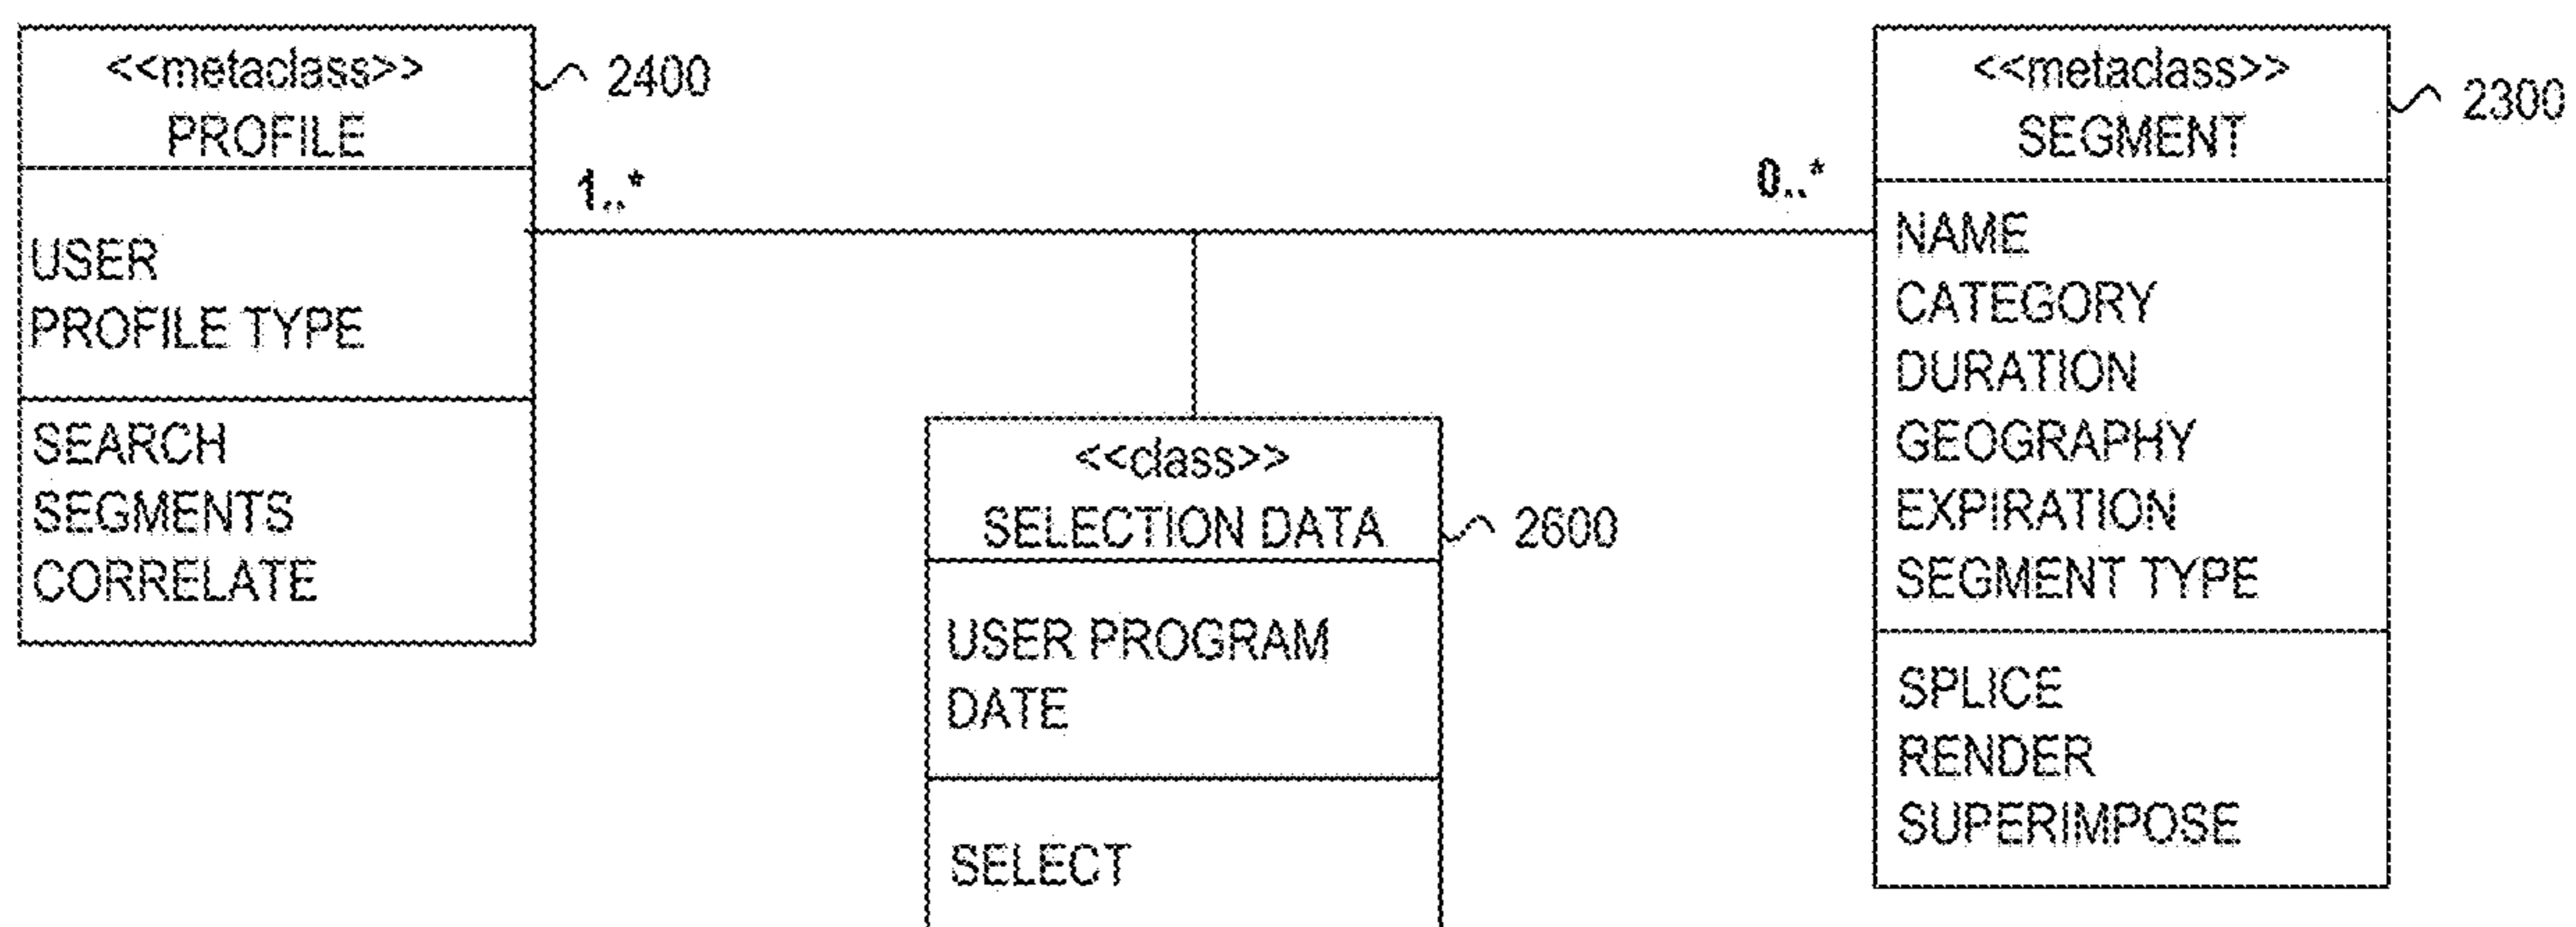 <<metaclass>>
PROFILE
2400
USER
PROFILE TYPE
SEARCH
SEGMENTS
CORRELATE
1..*
0..*
<<metaclass>>
SEGMENT
2300
NAME
CATEGORY
DURATION
GEOGRAPHY
EXPIRATION
SEGMENT TYPE
SPLICE
RENDER
SUPERIMPOSE
<<class>>
SELECTION DATA
2600
USER PROGRAM
DATE
SELECT